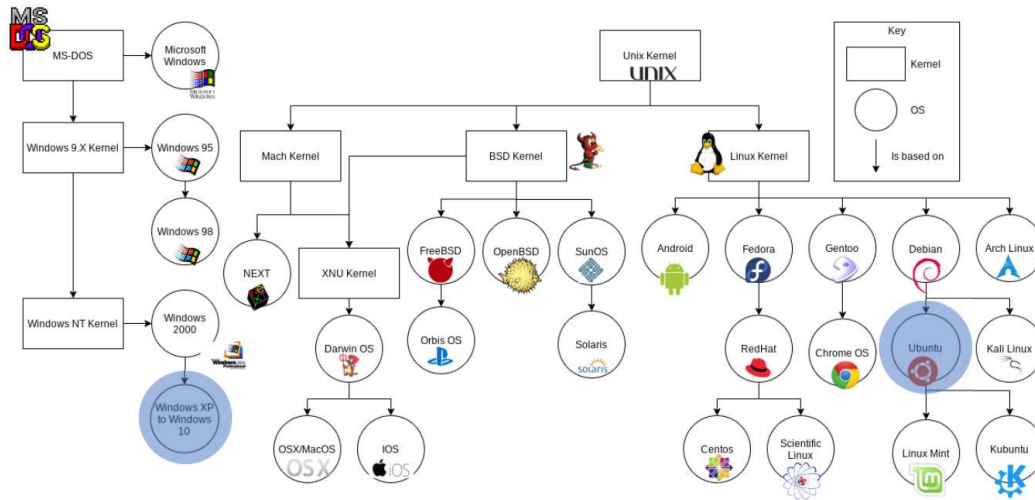 MS
DOS
MS-DOS
Microsoft
Windows
MICROSOFT
WINDOWS
Unix Kernel
UNIX
Key
Kernel
OS
Is based on
Windows 9.X Kernel
Windows 95
Mach Kernel
BSD Kernel
Linux Kernel
Windows 98
NEXT
XNU Kernel
FreeBSD
OpenBSD
SunOS
Android
Fedora
Gentoo
Debian
Arch Linux
Windows NT Kernel
Windows
2000
Darwin OS
Orbis OS
Solaris
solaris
RedHat
Chrome OS
Ubuntu
Kali Linux
Windows XP
to Windows
10
OSX/MacOS
OS X
IOS
iOS
Centos
Scientific
Linux
Linux Mint
Kubuntu